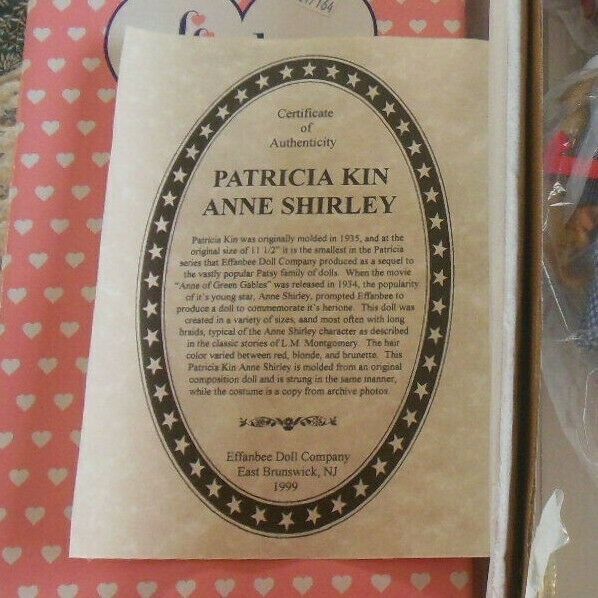 Certificate
of
Authenticity
PATRICIA KIN
ANNE SHIRLEY
Patricia Kin was originally molded in 1935, and at the
original size of 11 1/2" it is the smallest in the Patricia
series that Effanbee Doll Company produced as a sequel to
the vastly popular Patsy family of dolls. When the movie
"Anne of Green Gables" was released in 1934, the popularity
of it's young star, Anne Shirley, prompted Effanbee to
produce a doll to commemorate it's heroine. This doll was
created in a variety of sizes, aand most often with long
braids, typical of the Anne Shirley character as described
in the classic stories of L.M. Montgomery. The hair
color varied between red, blonde, and brunette. This
Patricia Kin Anne Shirley is molded from an original
composition doll and is strung in the same manner,
while the costume is a copy from archive photos.
Effanbee Doll Company
East Brunswick, NJ
1999